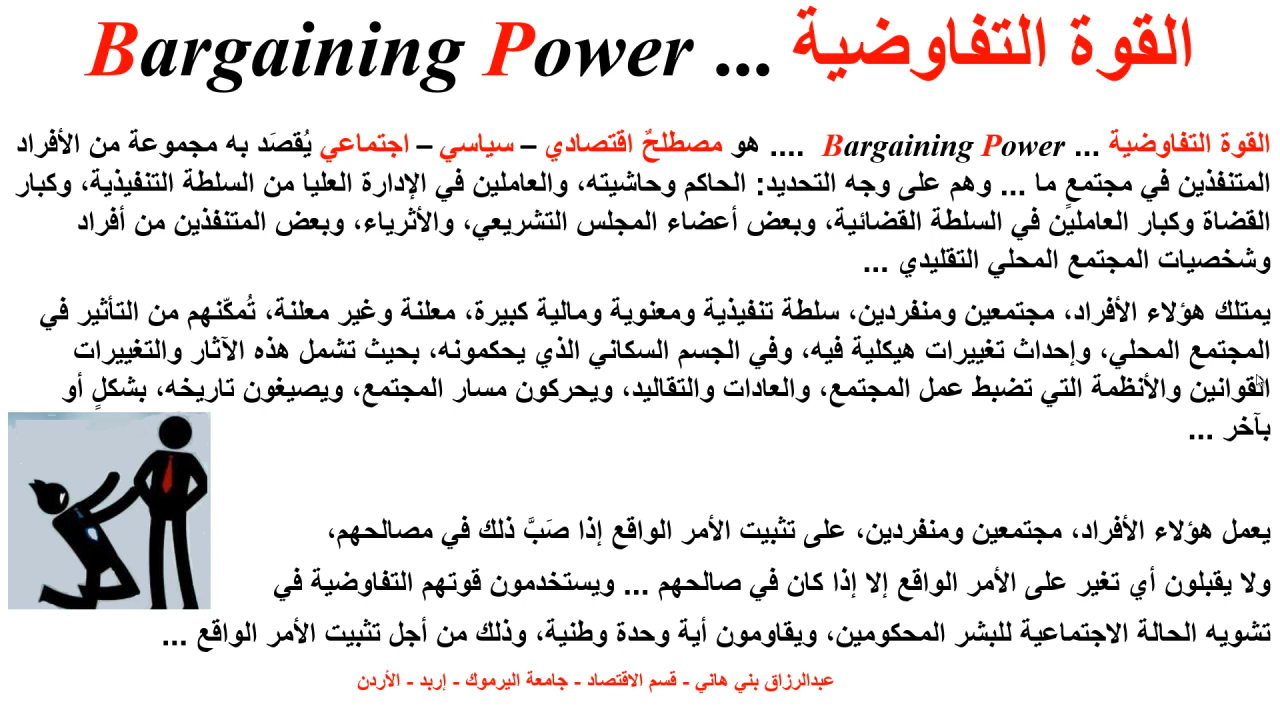 القوة التفاوضية ... Bargaining Power
القوة التفاوضية ... Bargaining Power .... هو مصطلحٌ اقتصادي – سياسي – اجتماعي يُقصَد به مجموعة من الأفراد
المتنفذين في مجتمعٍ ما ... وهم على وجه التحديد: الحاكم وحاشيته، والعاملين في الإدارة العليا من السلطة التنفيذية، وكبار
القضاة وكبار العاملين في السلطة القضائية، وبعض أعضاء المجلس التشريعي، والأثرياء، وبعض المتنفذين من أفراد
وشخصيات المجتمع المحلي التقليدي ...
يمتلك هؤلاء الأفراد، مجتمعين ومنفردين، سلطة تنفيذية ومعنوية ومالية كبيرة، معلنة وغير معلنة، تُمكّنهم من التأثير في
المجتمع المحلي، وإحداث تغييرات هيكلية فيه، وفي الجسم السكاني الذي يحكمونه، بحيث تشمل هذه الآثار والتغييرات
القوانين والأنظمة التي تضبط عمل المجتمع، والعادات والتقاليد، ويحركون مسار المجتمع، ويصيغون تاريخه، بشكلٍ أو
بآخر ...
يعمل هؤلاء الأفراد، مجتمعين ومنفردين، على تثبيت الأمر الواقع إذا صَبَّ ذلك في مصالحهم،
ولا يقبلون أي تغير على الأمر الواقع إلا إذا كان في صالحهم ... ويستخدمون قوتهم التفاوضية في
تشويه الحالة الاجتماعية للبشر المحكومين، ويقاومون أية وحدة وطنية، وذلك من أجل تثبيت الأمر الواقع ...
عبدالرزاق بني هاني - قسم الاقتصاد - جامعة اليرموك - إربد - الأردن